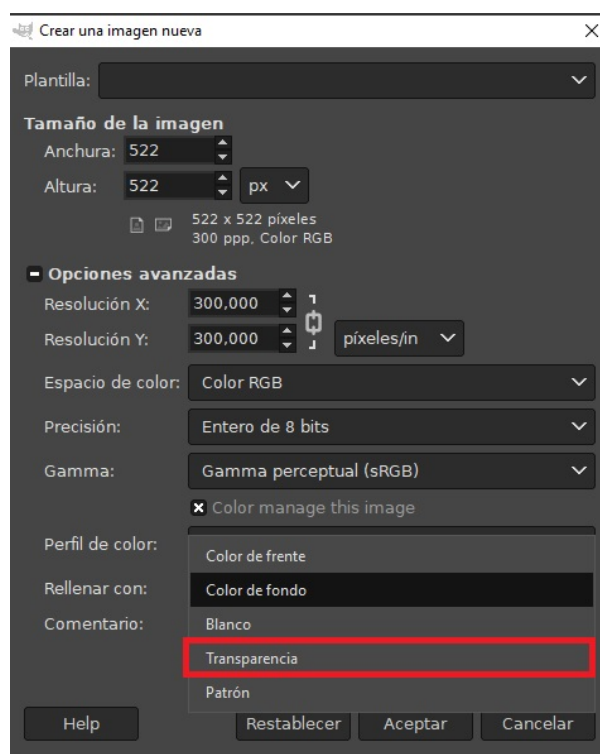 Crear una imagen nueva
Plantilla:
Tamaño de la imagen
Anchura: 522
Altura: 522 px
522 x 522 píxeles
300 ppp, Color RGB
Opciones avanzadas
Resolución X: 300,000
Resolución Y: 300,000 píxeles/in
Espacio de color: Color RGB
Precisión: Entero de 8 bits
Gamma: Gamma perceptual (sRGB)
Color manage this image
Perfil de color:
Color de frente
Rellenar con: Color de fondo
Comentario: Blanco
Transparencia
Patrón
Help Restablecer Aceptar Cancelar